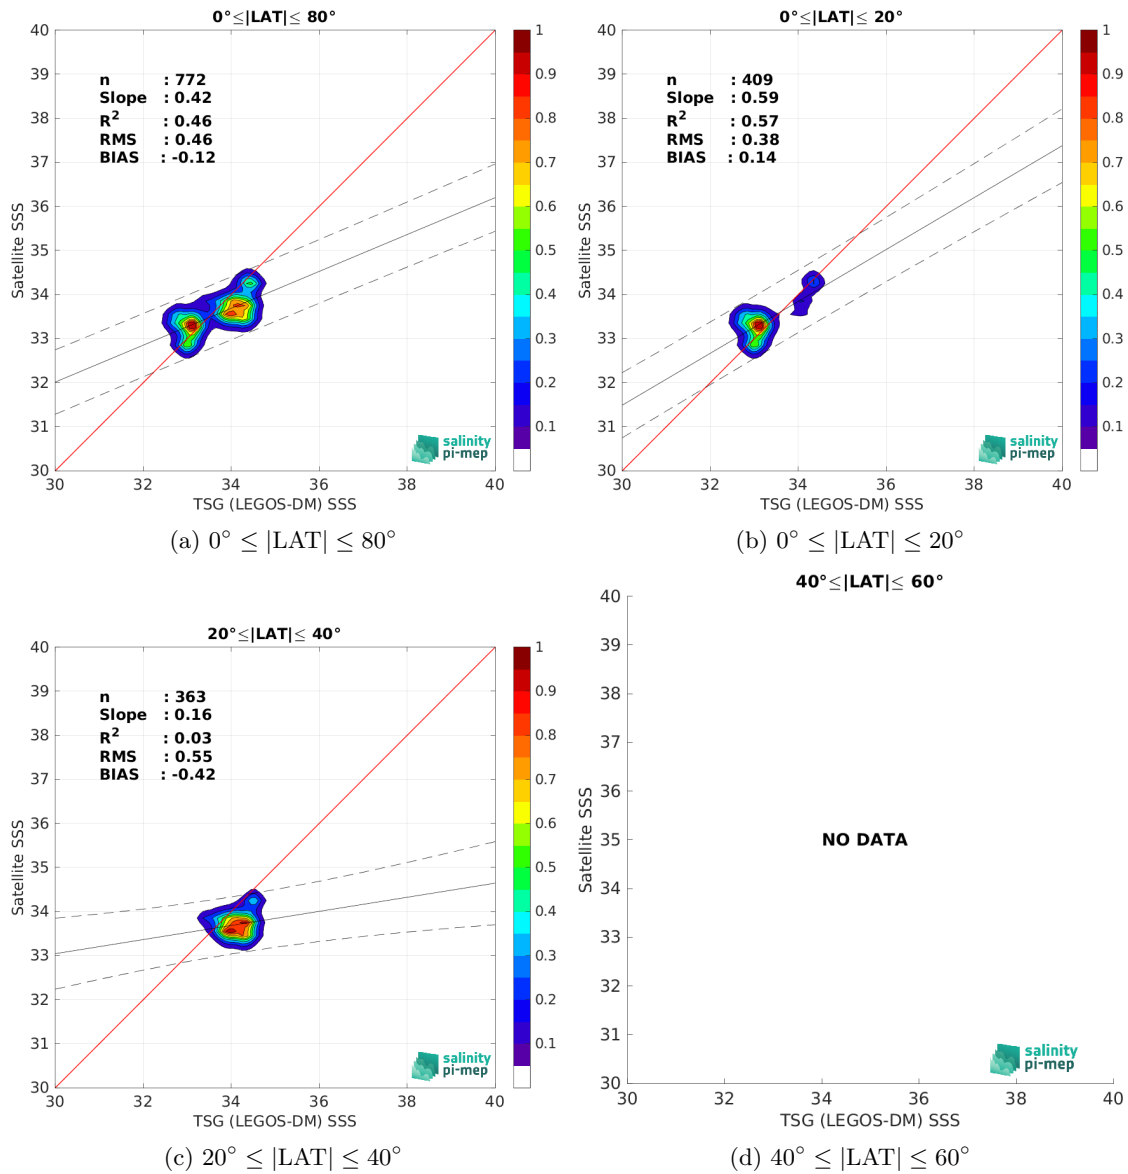 0°≤|LAT|≤ 80°
40
39
38
37
36
35
34
33
32
31
30
Satellite SSS
n : 772
Slope : 0.42
R² : 0.46
RMS : 0.46
BIAS : -0.12
30 32 34 36 38 40
TSG (LEGOS-DM) SSS
1
0.9
0.8
0.7
0.6
0.5
0.4
0.3
0.2
0.1
salinity
pi-mep
(a) 0° ≤ |LAT| ≤ 80°
0°≤|LAT|≤ 20°
40
39
38
37
36
35
34
33
32
31
30
Satellite SSS
n : 409
Slope : 0.59
R² : 0.57
RMS : 0.38
BIAS : 0.14
30 32 34 36 38 40
TSG (LEGOS-DM) SSS
1
0.9
0.8
0.7
0.6
0.5
0.4
0.3
0.2
0.1
salinity
pi-mep
(b) 0° ≤ |LAT| ≤ 20°
20°≤|LAT|≤ 40°
40
39
38
37
36
35
34
33
32
31
30
Satellite SSS
n : 363
Slope : 0.16
R² : 0.03
RMS : 0.55
BIAS : -0.42
30 32 34 36 38 40
TSG (LEGOS-DM) SSS
1
0.9
0.8
0.7
0.6
0.5
0.4
0.3
0.2
0.1
salinity
pi-mep
(c) 20° ≤ |LAT| ≤ 40°
40°≤|LAT|≤ 60°
40
39
38
37
36
35
34
33
32
31
30
Satellite SSS
NO DATA
30 32 34 36 38 40
TSG (LEGOS-DM) SSS
salinity
pi-mep
(d) 40° ≤ |LAT| ≤ 60°